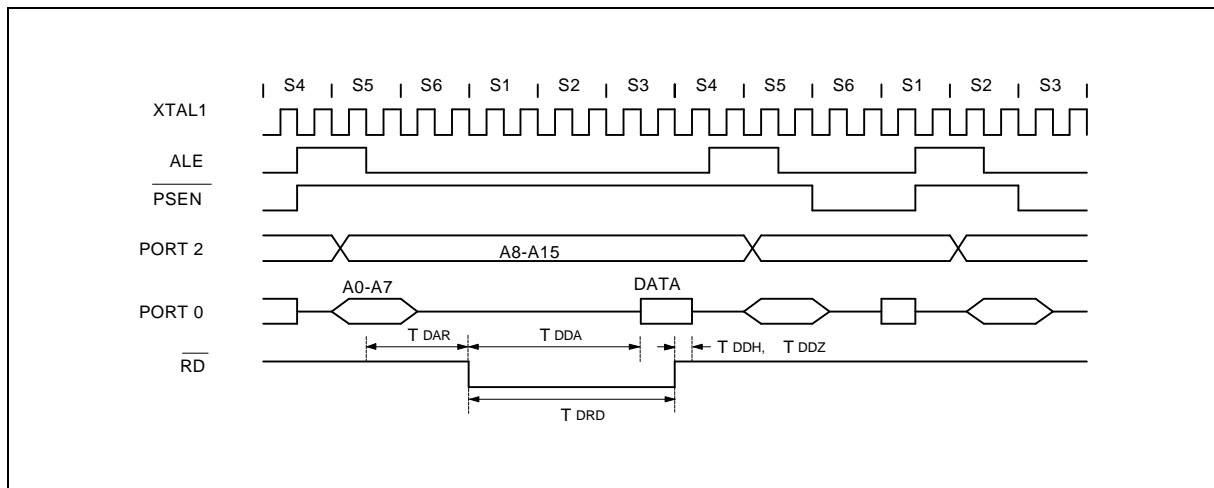 S4 S5 S6 S1 S2 S3 S4 S5 S6 S1 S2 S3
XTAL1
ALE
PSEN
PORT 2
A8-A15
A0-A7
DATA
PORT 0
T DAR
T DDA
T DDH, T DDZ
RD
T DRD